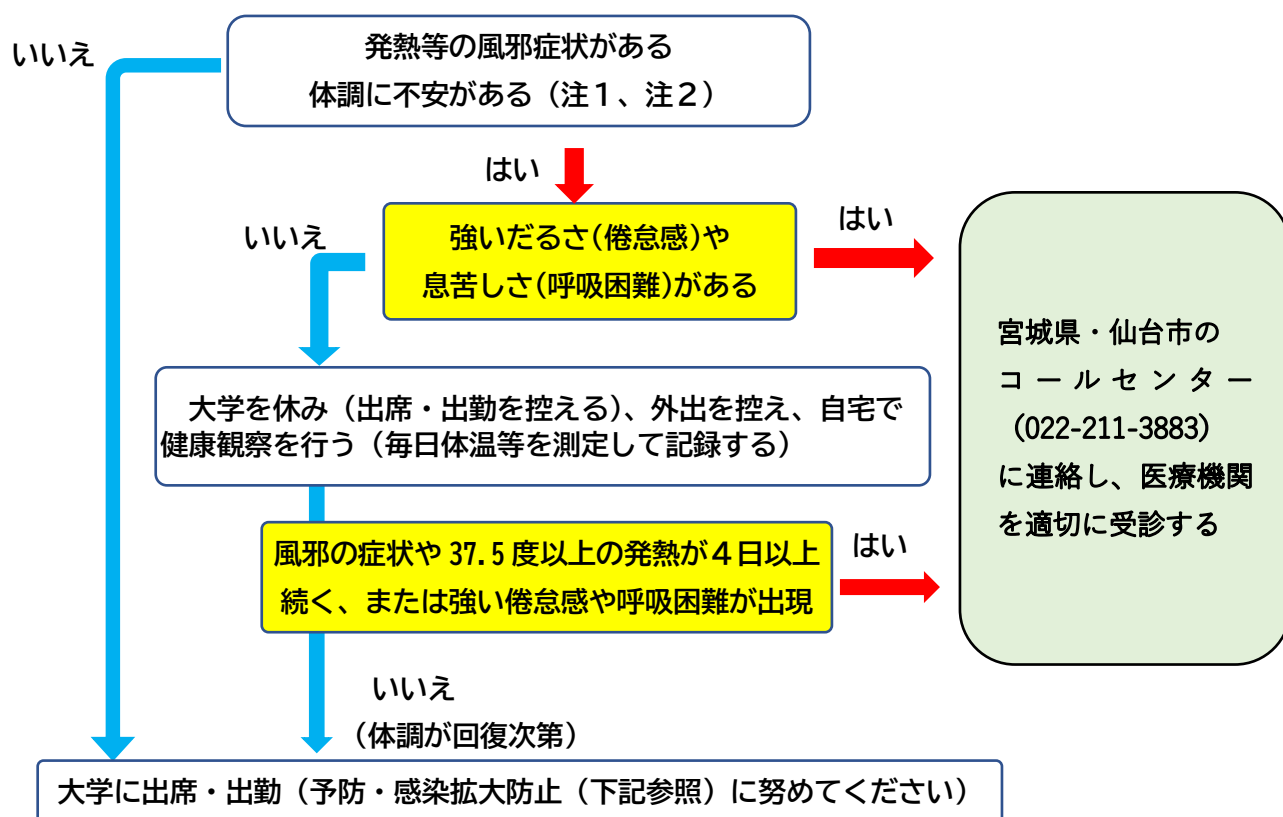 いいえ
発熱等の風邪症状がある
体調に不安がある（注１、注２）
はい
強いだるさ(倦怠感)や
息苦しさ(呼吸困難)がある
いいえ
はい
大学を休み（出席・出勤を控える）、外出を控え、自宅で
健康観察を行う（毎日体温等を測定して記録する）
風邪の症状や 37.5 度以上の発熱が４日以上
続く、または強い倦怠感や呼吸困難が出現
はい
宮城県・仙台市の
コールセンター
（022-211-3883）
に連絡し、医療機関
を適切に受診する
いいえ
（体調が回復次第）
大学に出席・出勤（予防・感染拡大防止（下記参照）に努めてください）